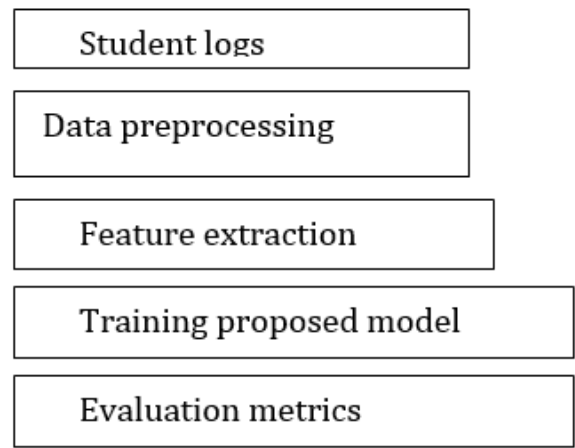 Student logs
Data preprocessing
Feature extraction
Training proposed model
Evaluation metrics